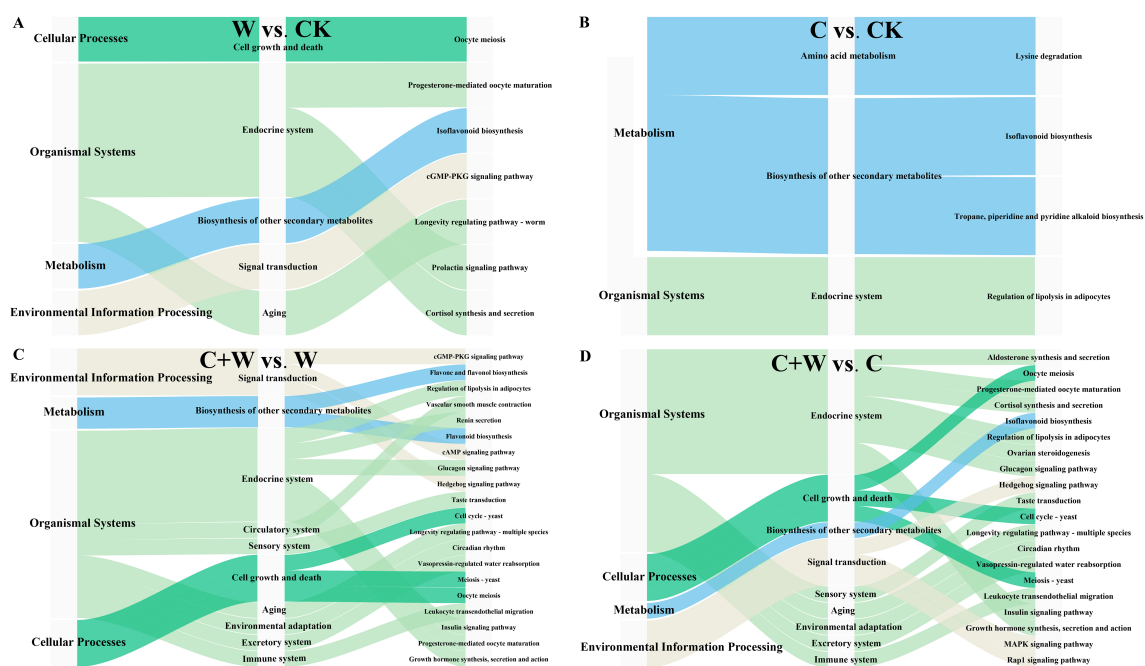 A
W vs. CK
Cellular Processes
Cell growth and death
Oocyte meiosis
Progesterone-mediated oocyte maturation
Endocrine system
Isoflavonoid biosynthesis
Organismal Systems
cGMP-PKG signaling pathway
Biosynthesis of other secondary metabolites
Longevity regulating pathway - worm
Metabolism
Signal transduction
Prolactin signaling pathway
Environmental Information Processing
Aging
Cortisol synthesis and secretion
B
C vs. CK
Amino acid metabolism
Lysine degradation
Metabolism
Isoflavonoid biosynthesis
Biosynthesis of other secondary metabolites
Tropane, piperidine and pyridine alkaloid biosynthesis
Organismal Systems
Endocrine system
Regulation of lipolysis in adipocytes
C
C+W vs. W
Environmental Information Processing
Metabolism
Organismal Systems
Cellular Processes
Signal transduction
Biosynthesis of other secondary metabolites
Endocrine system
Circulatory system
Sensory system
Cell growth and death
Aging
Environmental adaptation
Excretory system
Immune system
cGMP-PKG signaling pathway
Flavone and flavonol biosynthesis
Regulation of lipolysis in adipocytes
Vascular smooth muscle contraction
Renin secretion
Flavonoid biosynthesis
cAMP signaling pathway
Glucagon signaling pathway
Hedgehog signaling pathway
Taste transduction
Cell cycle - yeast
Longevity regulating pathway - multiple species
Circadian rhythm
Vasopressin-regulated water reabsorption
Meiosis - yeast
Oocyte meiosis
Leukocyte transendothelial migration
Insulin signaling pathway
Progesterone-mediated oocyte maturation
Growth hormone synthesis, secretion and action
D
C+W vs. C
Organismal Systems
Cellular Processes
Metabolism
Environmental Information Processing
Endocrine system
Cell growth and death
Biosynthesis of other secondary metabolites
Signal transduction
Sensory system
Aging
Environmental adaptation
Excretory system
Immune system
Aldosterone synthesis and secretion
Oocyte meiosis
Progesterone-mediated oocyte maturation
Cortisol synthesis and secretion
Isoflavonoid biosynthesis
Regulation of lipolysis in adipocytes
Ovarian steroidogenesis
Glucagon signaling pathway
Hedgehog signaling pathway
Taste transduction
Cell cycle - yeast
Longevity regulating pathway - multiple species
Circadian rhythm
Vasopressin-regulated water reabsorption
Meiosis - yeast
Leukocyte transendothelial migration
Insulin signaling pathway
Growth hormone synthesis, secretion and action
MAPK signaling pathway
Rap1 signaling pathway